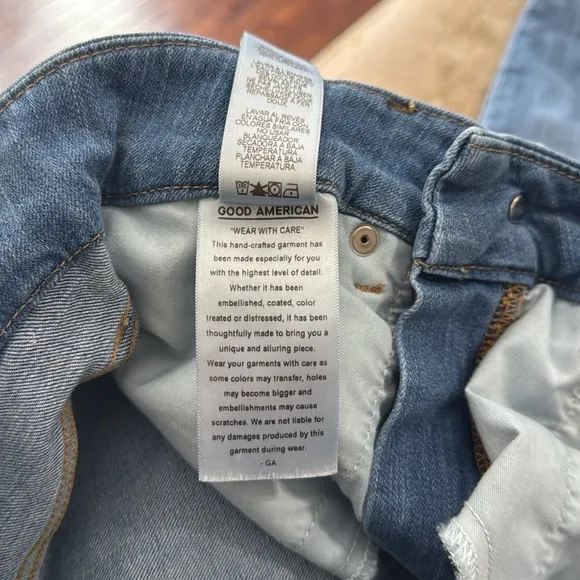 LAVAR AL REVES
EN AGUA FRIA CON
COLORES SIMILARES
NO USAR
BLANQUEADOR
SECADORA A BAJA
TEMPERATURA
PLANCHAR A BAJA
TEMPERATURA
GOOD AMERICAN
"WEAR WITH CARE"
This hand-crafted garment has
been made especially for you
with the highest level of detail.
Whether it has been
embellished, coated, color
treated or distressed, it has been
thoughtfully made to bring you a
unique and alluring piece.
Wear your garments with care as
some colors may transfer, holes
may become bigger and
embellishments may cause
scratches. We are not liable for
any damages produced by this
garment during wear.
- GA